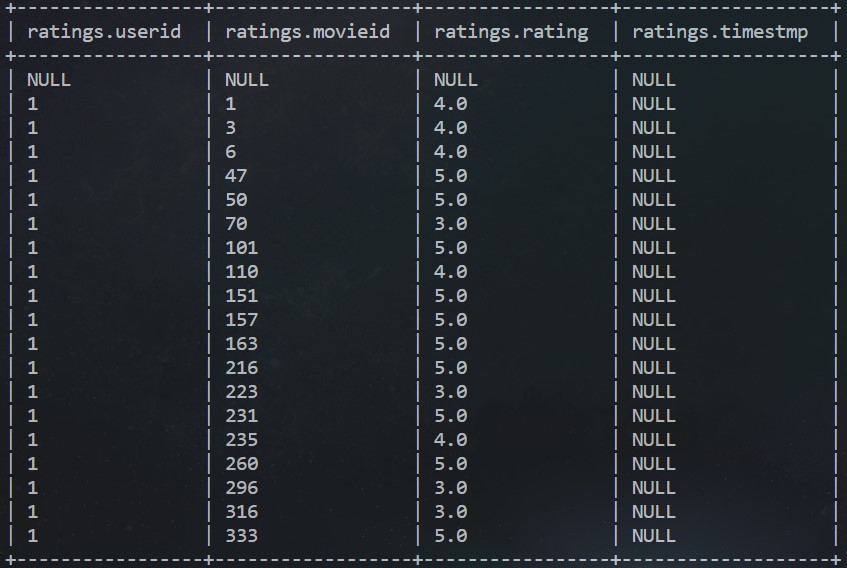 +-----------------+-------------------+-----------------+--------------------+
| ratings.userid | ratings.movieid | ratings.rating | ratings.timestmp |
+-----------------+-------------------+-----------------+--------------------+
| NULL | NULL | NULL | NULL |
| 1 | 1 | 4.0 | NULL |
| 1 | 3 | 4.0 | NULL |
| 1 | 6 | 4.0 | NULL |
| 1 | 47 | 5.0 | NULL |
| 1 | 50 | 5.0 | NULL |
| 1 | 70 | 3.0 | NULL |
| 1 | 101 | 5.0 | NULL |
| 1 | 110 | 4.0 | NULL |
| 1 | 151 | 5.0 | NULL |
| 1 | 157 | 5.0 | NULL |
| 1 | 163 | 5.0 | NULL |
| 1 | 216 | 5.0 | NULL |
| 1 | 223 | 3.0 | NULL |
| 1 | 231 | 5.0 | NULL |
| 1 | 235 | 4.0 | NULL |
| 1 | 260 | 5.0 | NULL |
| 1 | 296 | 3.0 | NULL |
| 1 | 316 | 3.0 | NULL |
| 1 | 333 | 5.0 | NULL |
+-----------------+-------------------+-----------------+--------------------+